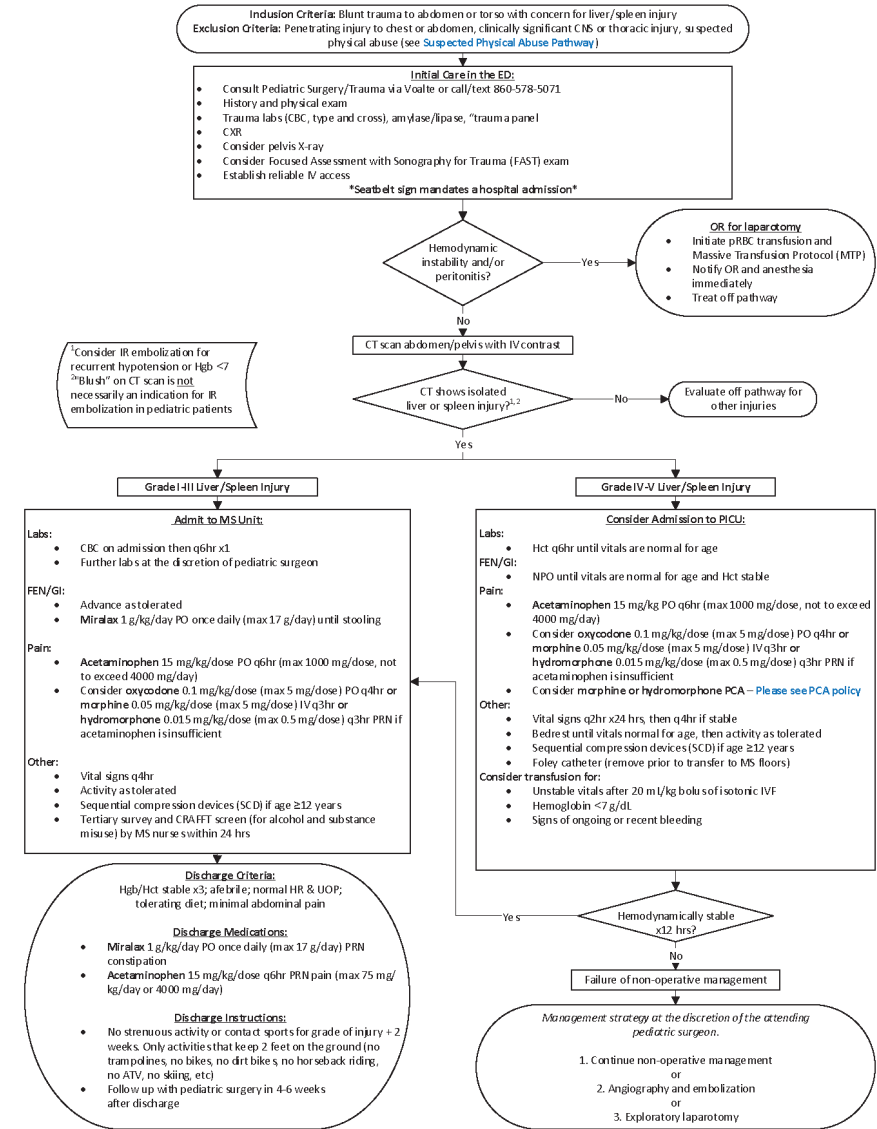 Inclusion Criteria: Blunt trauma to abdomen or torso with concern for liver/spleen injury
Exclusion Criteria: Penetrating injury to chest or abdomen, clinically significant CNS or thoracic injury, suspected
physical abuse (see Suspected Physical Abuse Pathway)
Initial Care in the ED:
• Consult Pediatric Surgery/Trauma via Voalte or call/text 860-578-5071
• History and physical exam
• Trauma labs (CBC, type and cross), amylase/lipase, "trauma panel
• CXR
• Consider pelvis X-ray
• Consider Focused Assessment with Sonography for Trauma (FAST) exam
• Establish reliable IV access
*Seatbelt sign mandates a hospital admission*
Hemodynamic
instability and/or
peritonitis?
Yes
OR for laparotomy
• Initiate pRBC transfusion and
Massive Transfusion Protocol (MTP)
• Notify OR and anesthesia
immediately
• Treat off pathway
No
CT scan abdomen/pelvis with IV contrast
1Consider IR embolization for
recurrent hypotension or Hgb <7
2"Blush" on CT scan is not
necessarily an indication for IR
embolization in pediatric patients
CT shows isolated
liver or spleen injury?1,2
No
Evaluate off pathway for
other injuries
Yes
Grade I-III Liver/Spleen Injury
Admit to MS Unit:
Labs:
• CBC on admission then q6hr x1
• Further labs at the discretion of pediatric surgeon
FEN/GI:
• Advance as tolerated
• Miralax 1 g/kg/day PO once daily (max 17 g/day) until stooling
Pain:
• Acetaminophen 15 mg/kg/dose PO q6hr (max 1000 mg/dose, not
to exceed 4000 mg/day)
• Consider oxycodone 0.1 mg/kg/dose (max 5 mg/dose) PO q4hr or
morphine 0.05 mg/kg/dose (max 5 mg/dose) IV q3hr or
hydromorphone 0.015 mg/kg/dose (max 0.5 mg/dose) q3hr PRN if
acetaminophen is insufficient
Other:
• Vital signs q4hr
• Activity as tolerated
• Sequential compression devices (SCD) if age ≥12 years
• Tertiary survey and CRAFFT screen (for alcohol and substance
misuse) by MS nurses within 24 hrs
Grade IV-V Liver/Spleen Injury
Consider Admission to PICU:
Labs:
• Hct q6hr until vitals are normal for age
FEN/GI:
• NPO until vitals are normal for age and Hct stable
Pain:
• Acetaminophen 15 mg/kg PO q6hr (max 1000 mg/dose, not to exceed
4000 mg/day)
• Consider oxycodone 0.1 mg/kg/dose (max 5 mg/dose) PO q4hr or
morphine 0.05 mg/kg/dose (max 5 mg/dose) IV q3hr or
hydromorphone 0.015 mg/kg/dose (max 0.5 mg/dose) q3hr PRN if
acetaminophen is insufficient
• Consider morphine or hydromorphone PCA – Please see PCA policy
Other:
• Vital signs q2hr x24 hrs, then q4hr if stable
• Bedrest until vitals normal for age, then activity as tolerated
• Sequential compression devices (SCD) if age ≥12 years
• Foley catheter (remove prior to transfer to MS floors)
Consider transfusion for:
• Unstable vitals after 20 mL/kg bolus of isotonic IVF
• Hemoglobin <7 g/dL
• Signs of ongoing or recent bleeding
Discharge Criteria:
Hgb/Hct stable x3; afebrile; normal HR & UOP;
tolerating diet; minimal abdominal pain
Discharge Medications:
• Miralax 1 g/kg/day PO once daily (max 17 g/day) PRN
constipation
• Acetaminophen 15 mg/kg/dose q6hr PRN pain (max 75 mg/
kg/day or 4000 mg/day)
Discharge Instructions:
• No strenuous activity or contact sports for grade of injury + 2
weeks. Only activities that keep 2 feet on the ground (no
trampolines, no bikes, no dirt bikes, no horseback riding,
no ATV, no skiing, etc)
• Follow up with pediatric surgery in 4-6 weeks
after discharge
Yes
Hemodynamically stable
x12 hrs?
No
Failure of non-operative management
Management strategy at the discretion of the attending
pediatric surgeon.
1. Continue non-operative management
or
2. Angiography and embolization
or
3. Exploratory laparotomy